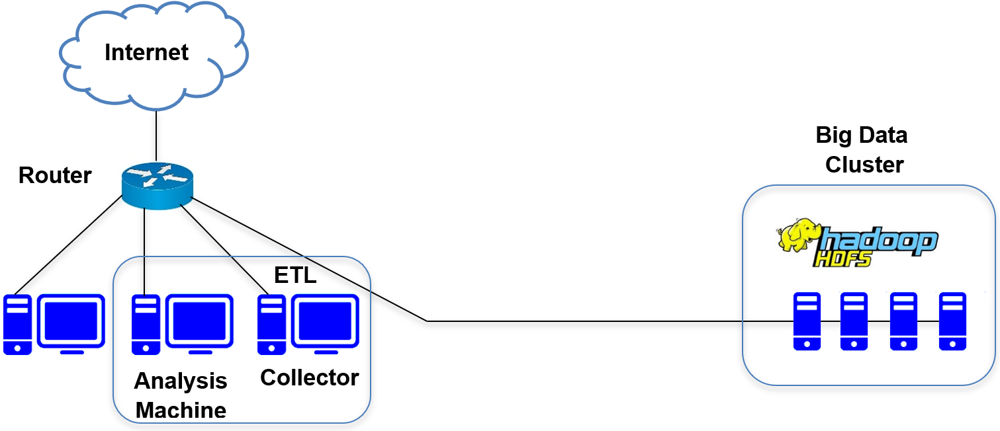 Internet
Router
Big Data
Cluster
hadoop
HDFS
ETL
Analysis
Machine
Collector